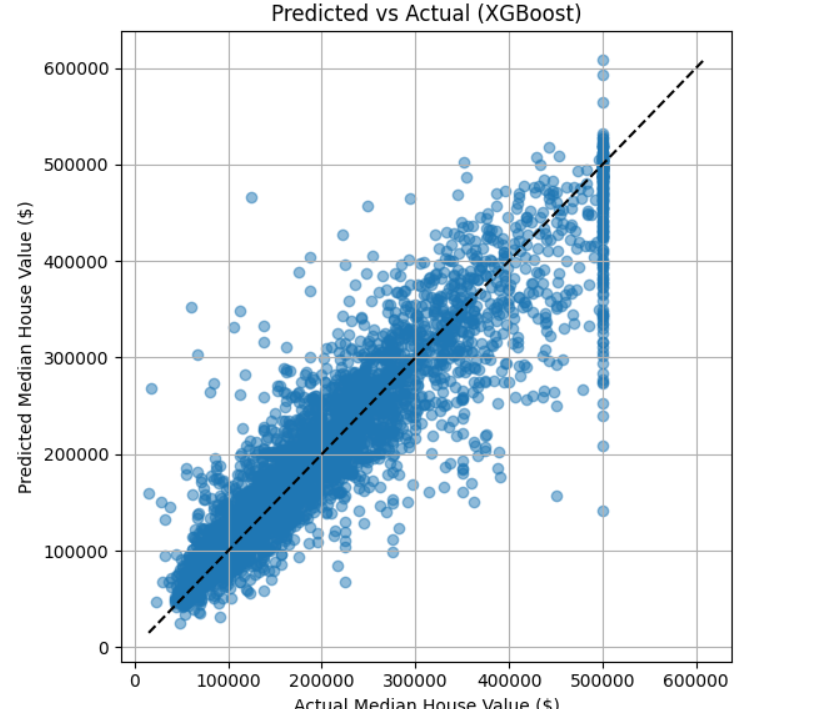 Predicted vs Actual (XGBoost)
Predicted Median House Value ($)
600000
500000
400000
300000
200000
100000
0
0 100000 200000 300000 400000 500000 600000
Actual Median House Value ($)